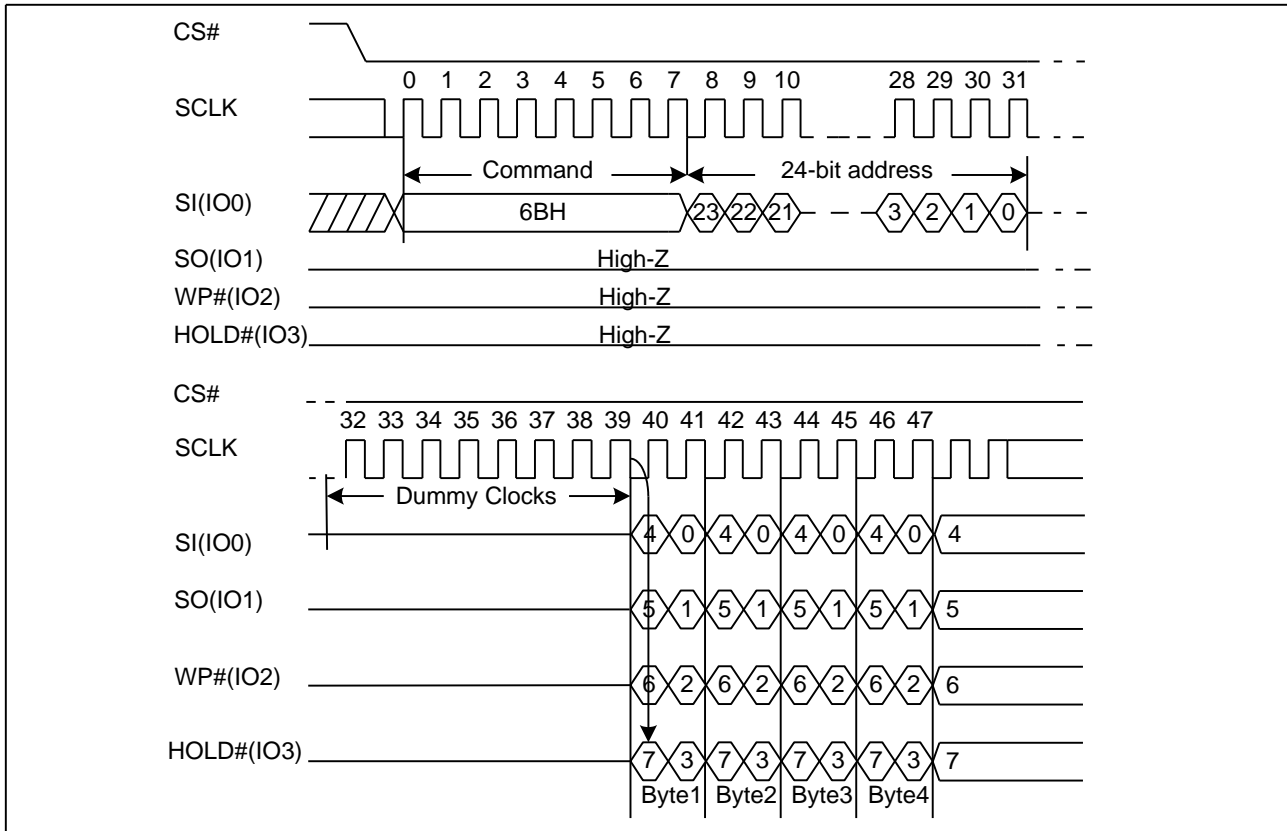 CS#
0 1 2 3 4 5 6 7 8 9 10 28 29 30 31
SCLK
Command 24-bit address
SI(IO0) 6BH 23 22 21 3 2 1 0
SO(IO1) High-Z
WP#(IO2) High-Z
HOLD#(IO3) High-Z
CS#
32 33 34 35 36 37 38 39 40 41 42 43 44 45 46 47
SCLK
Dummy Clocks
SI(IO0) 4 0 4 0 4 0 4 0 4
SO(IO1) 5 1 5 1 5 1 5 1 5
WP#(IO2) 6 2 6 2 6 2 6 2 6
HOLD#(IO3) 7 3 7 3 7 3 7 3 7
Byte1 Byte2 Byte3 Byte4